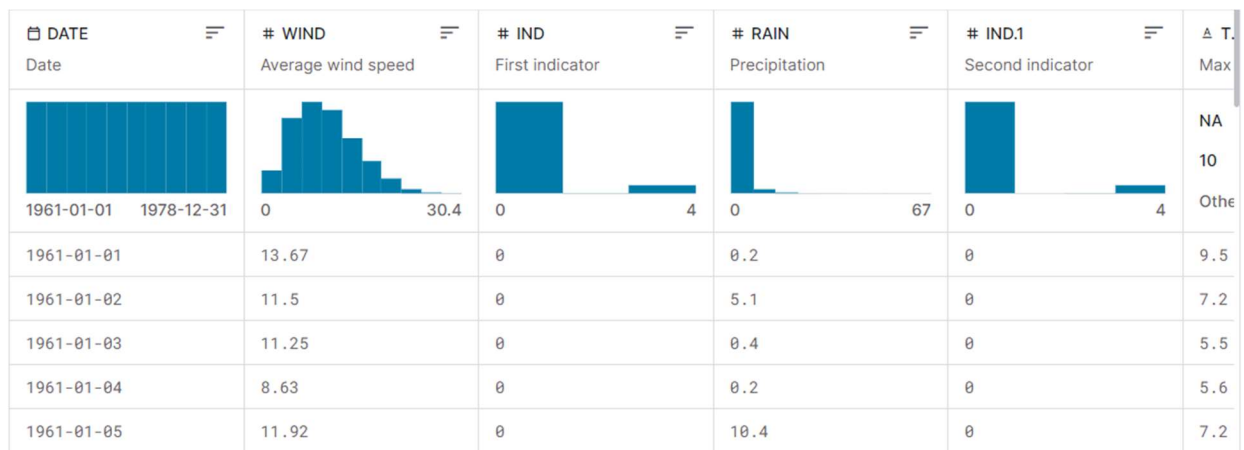 DATE WIND IND RAIN IND.1 T.
Date Average wind speed First indicator Precipitation Second indicator Max
NA
10
Othe
1961-01-01 1978-12-31 0 30.4 0 4 0 67 0 4
1961-01-01 13.67 0 0.2 0 9.5
1961-01-02 11.5 0 5.1 0 7.2
1961-01-03 11.25 0 0.4 0 5.5
1961-01-04 8.63 0 0.2 0 5.6
1961-01-05 11.92 0 10.4 0 7.2